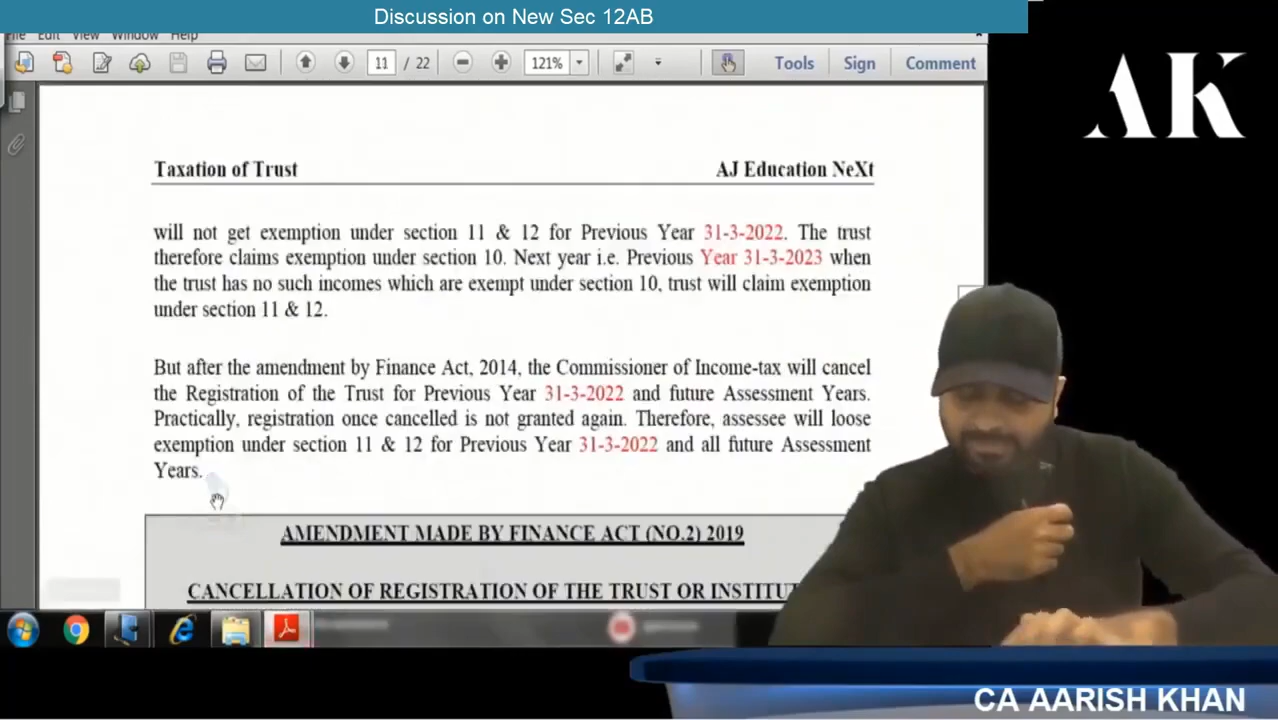 Discussion on New Sec 12AB
File Edit View Window Help
11 / 22
121%
Tools Sign Comment
AK
Taxation of Trust AJ Education NeXt
will not get exemption under section 11 & 12 for Previous Year 31-3-2022. The trust
therefore claims exemption under section 10. Next year i.e. Previous Year 31-3-2023 when
the trust has no such incomes which are exempt under section 10, trust will claim exemption
under section 11 & 12.
But after the amendment by Finance Act, 2014, the Commissioner of Income-tax will cancel
the Registration of the Trust for Previous Year 31-3-2022 and future Assessment Years.
Practically, registration once cancelled is not granted again. Therefore, assessee will loose
exemption under section 11 & 12 for Previous Year 31-3-2022 and all future Assessment
Years.
AMENDMENT MADE BY FINANCE ACT (NO.2) 2019
CANCELLATION OF REGISTRATION OF THE TRUST OR INSTITU
CA AARISH KHAN